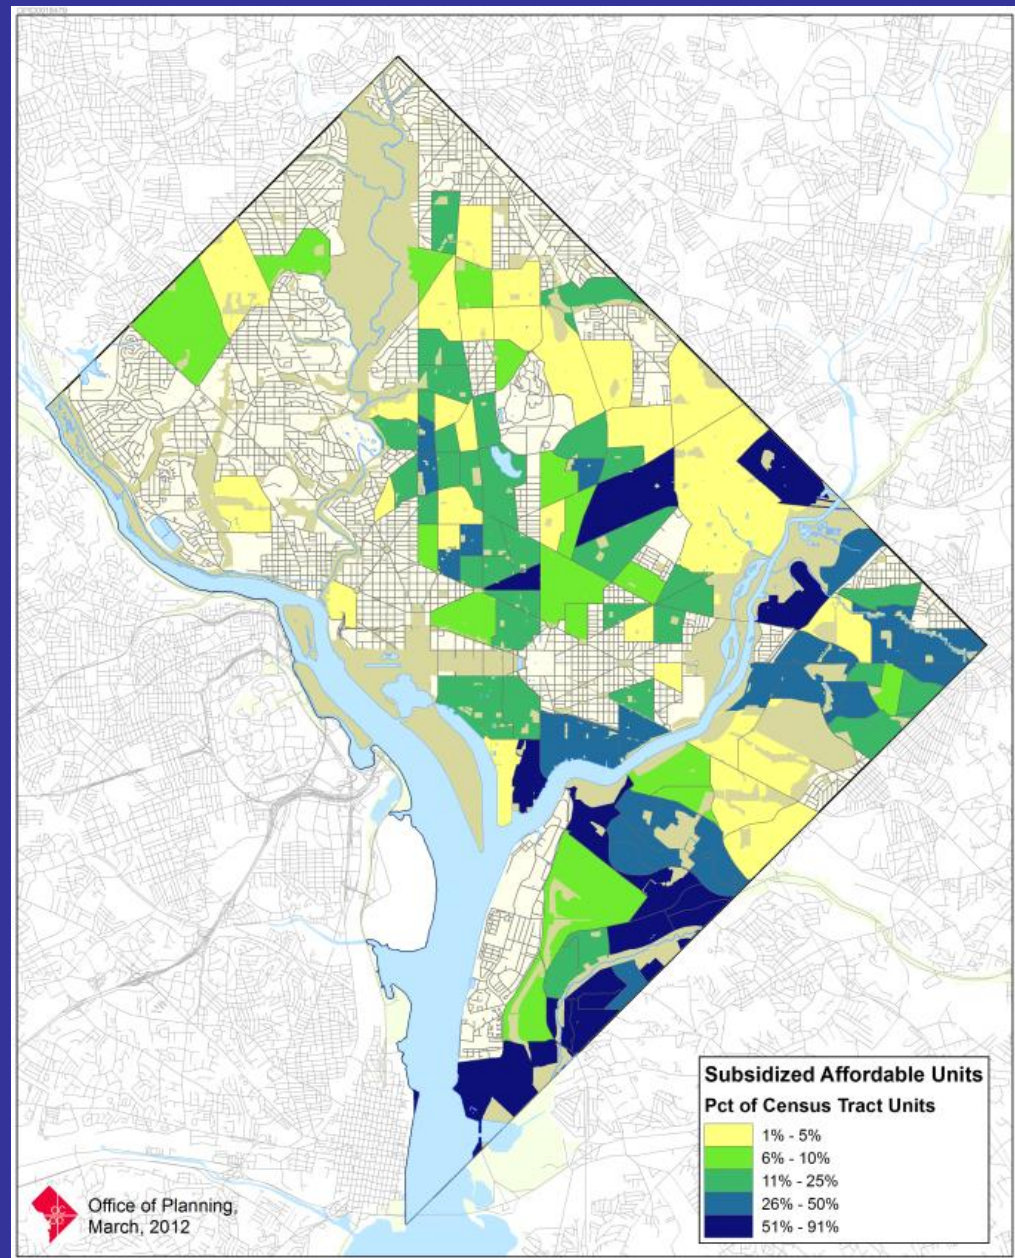 Subsidized Affordable Units
Pct of Census Tract Units
1% - 5%
6% - 10%
11% - 25%
26% - 50%
51% - 91%
Office of Planning,
March, 2012